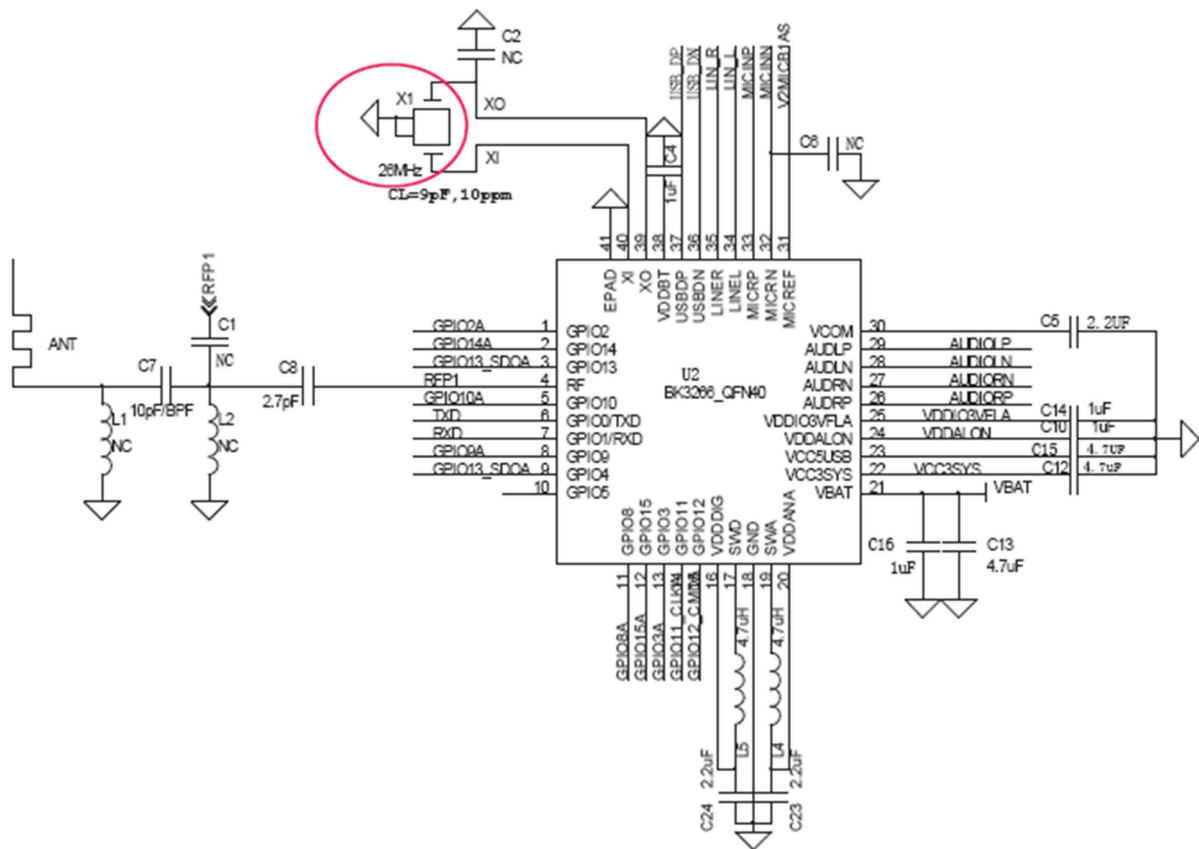 C2
NC
X1
XO
XI
26MHz
CL=9pF,10ppm
USB_DP
USB_DN
LIN_R
LIN_L
MICINP
MICINN
V2MICB1AS
C4
1uF
C6
NC
41
40
39
38
37
36
35
34
33
32
31
EPAD
XI
XO
VDDBT
USBDP
USBDN
LINER
LINEL
MICRP
MICRN
MICREF
ANT
RFP1
C1
NC
C7
10pF/BPF
C8
2.7pF
L1
NC
L2
NC
GPIO2A 1 GPIO2
GPIO14A 2 GPIO14
GPIO13_SDOA 3 GPIO13
RFP1 4 RF
GPIO10A 5 GPIO10
TXD 6 GPIO0/TXD
RXD 7 GPIO1/RXD
GPIO9A 8 GPIO9
GPIO13_SDOA 9 GPIO4
10 GPIO5
U2
BK3266_QFN40
VCOM 30 C5 2.2UF
AUDLP 29 AUDIOLP
AUDLN 28 AUDIOLN
AUDRN 27 AUDIORN
AUDRP 26 AUDIORP
VDDIO3VFLA 25 VDDIO3VFLA C14 1uF
VDDALON 24 VDDALON C10 1uF
VCC5USB 23 C15 4.7UF
VCC3SYS 22 VCC3SYS C12 4.7uF
VBAT 21 VBAT
C16
1uF
C13
4.7uF
GPIO8
GPIO15
GPIO3
GPIO11
GPIO12
VDDDIG
SWD
GND
SWA
VDDANA
11
12
13
14
16
17
18
19
20
GPIO8A
GPIO15A
GPIO3A
4.7uH
4.7uH
L5
L4
2.2uF
2.2uF
C24
C23